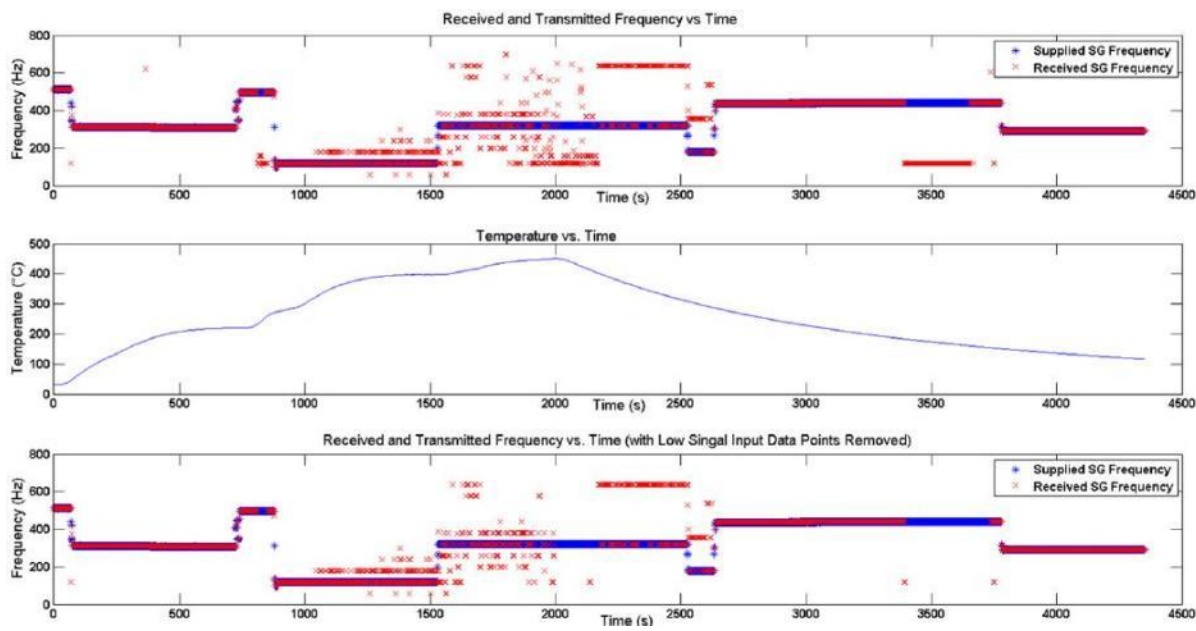 Received and Transmitted Frequency vs Time
800
600
400
200
0
Frequency (Hz)
Supplied SG Frequency
Received SG Frequency
0 500 1000 1500 2000 2500 3000 3500 4000 4500
Time (s)
Temperature vs. Time
500
400
300
200
100
0
Temperature (°C)
0 500 1000 1500 2000 2500 3000 3500 4000 4500
Time (s)
Received and Transmitted Frequency vs. Time (with Low Singal Input Data Points Removed)
800
600
400
200
0
Frequency (Hz)
Supplied SG Frequency
Received SG Frequency
0 500 1000 1500 2000 2500 3000 3500 4000 4500
Time (s)